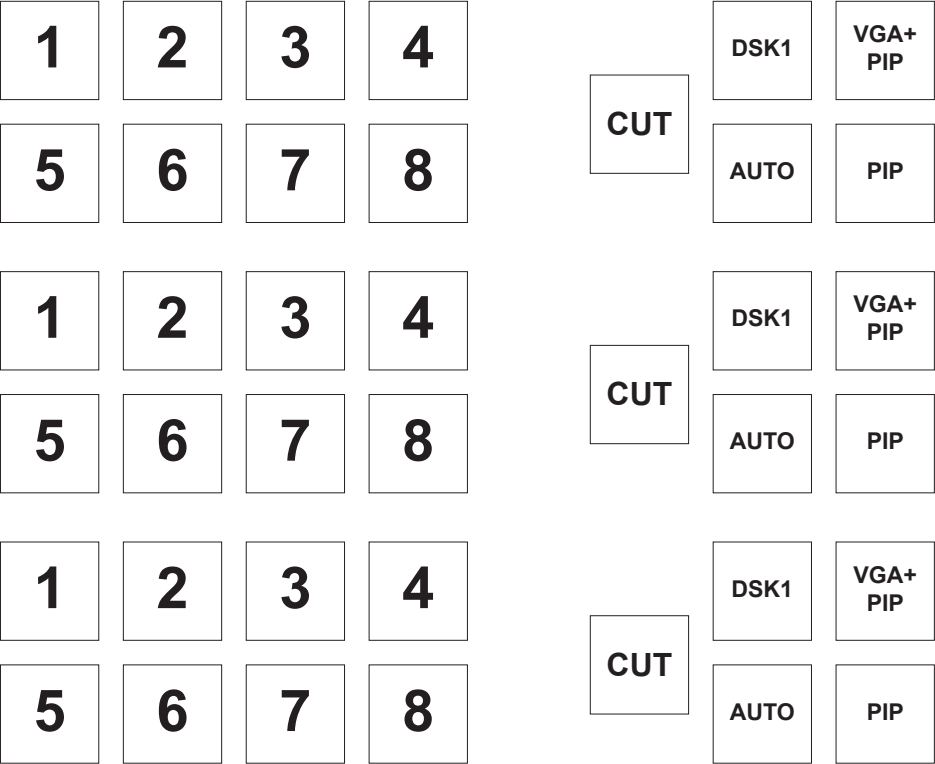 1 2 3 4 DSK1 VGA+
PIP
CUT
5 6 7 8 AUTO PIP
1 2 3 4 DSK1 VGA+
PIP
CUT
5 6 7 8 AUTO PIP
1 2 3 4 DSK1 VGA+
PIP
CUT
5 6 7 8 AUTO PIP